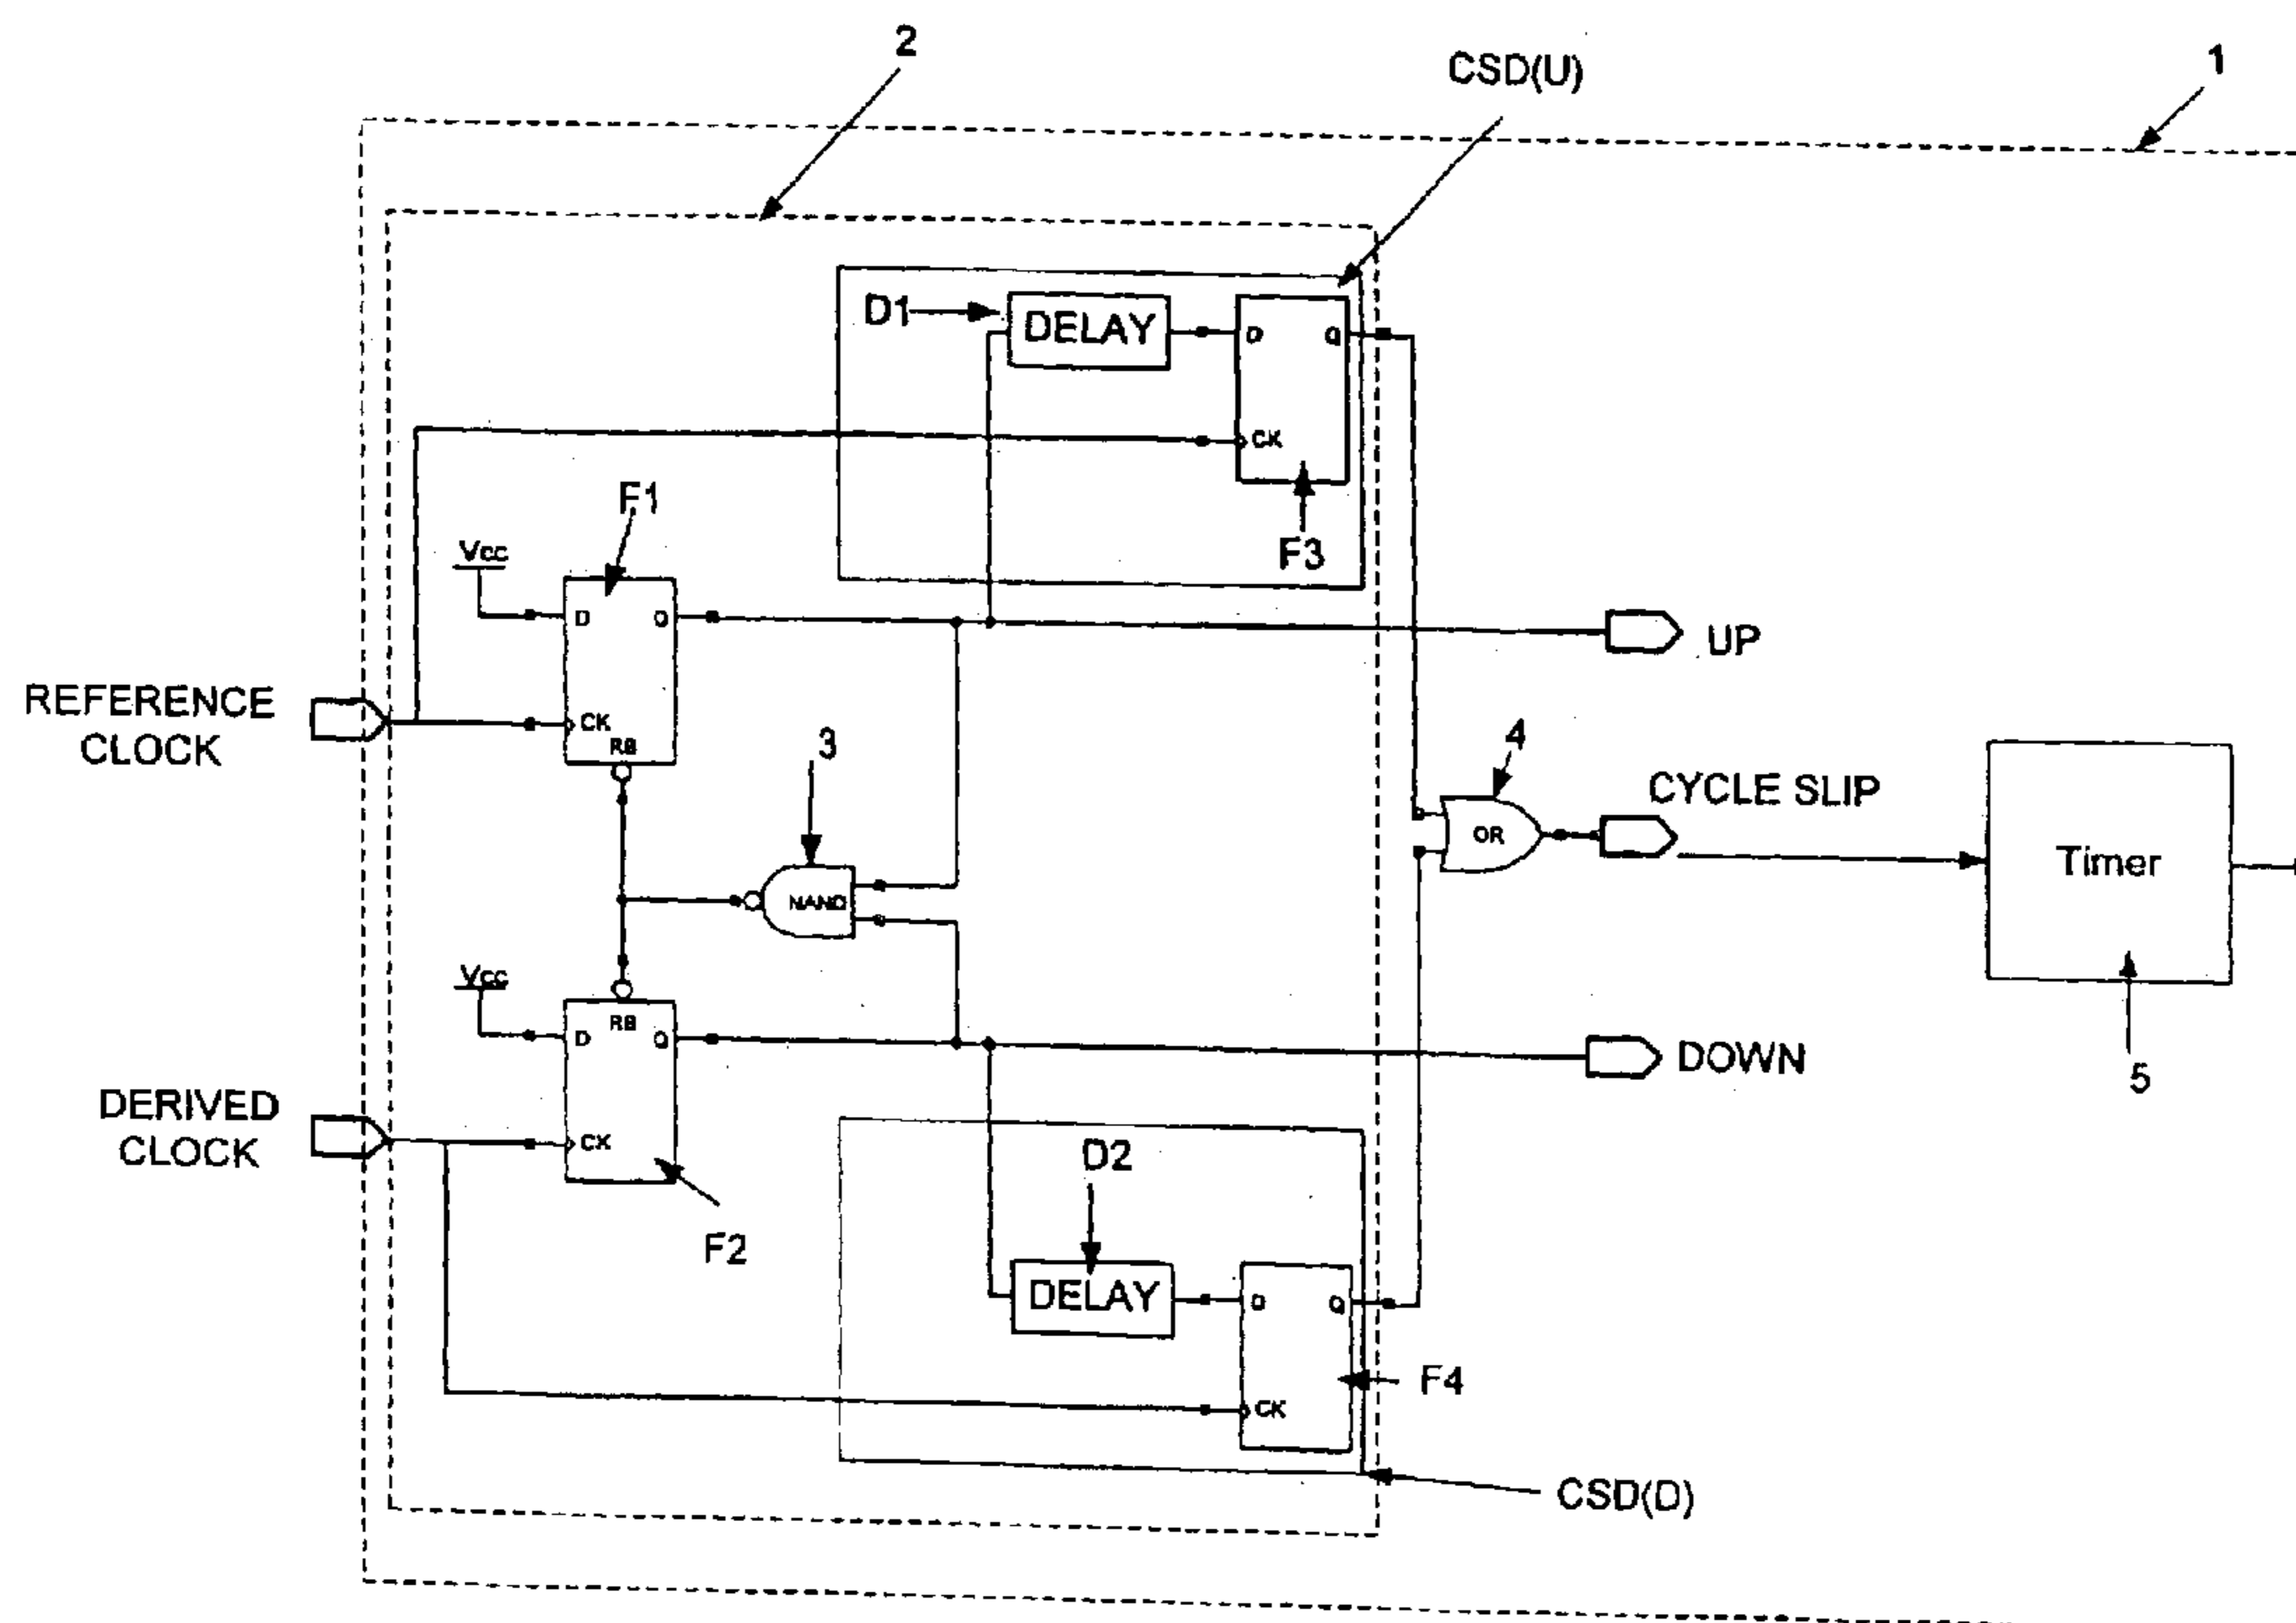 2
CSD(U)
1
D1
DELAY
D
Q
CK
F1
F3
Vcc
D
Q
UP
REFERENCE
CLOCK
CK
RB
3
4
CYCLE SLIP
OR
Timer
NAND
Vcc
RB
D
Q
DOWN
5
DERIVED
CLOCK
CK
D2
F2
DELAY
D
Q
F4
CK
CSD(D)